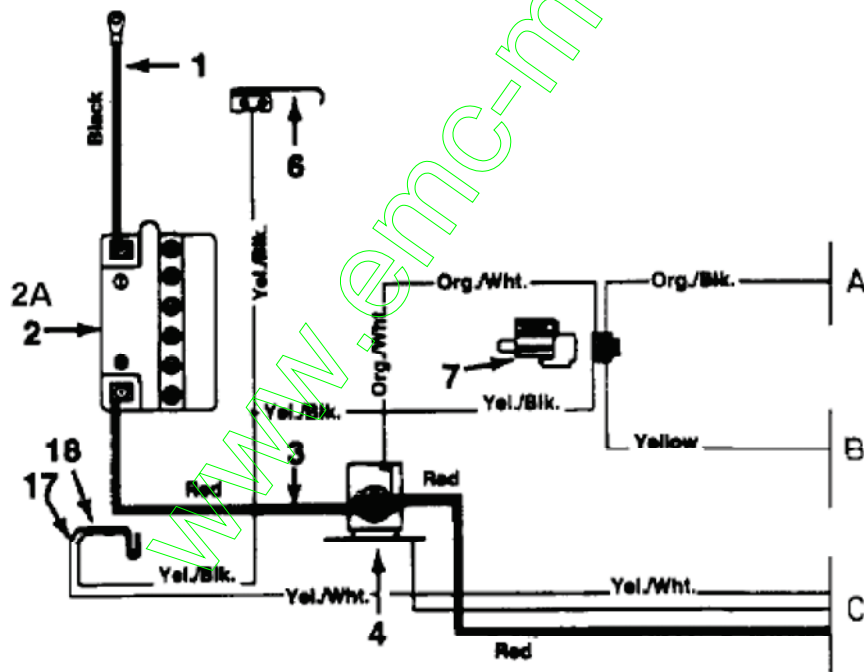 1
Black
6
Yel./Blk.
2A
2
Org./Wht.
Org./Blk.
A
Org./Wht.
7
Yel./Blk.
Yel./Blk.
B
Yellow
18
17
3
Red
Red
Yel./Blk.
Yel./Wht.
Yel./Wht.
C
4
Red
www.emc-m